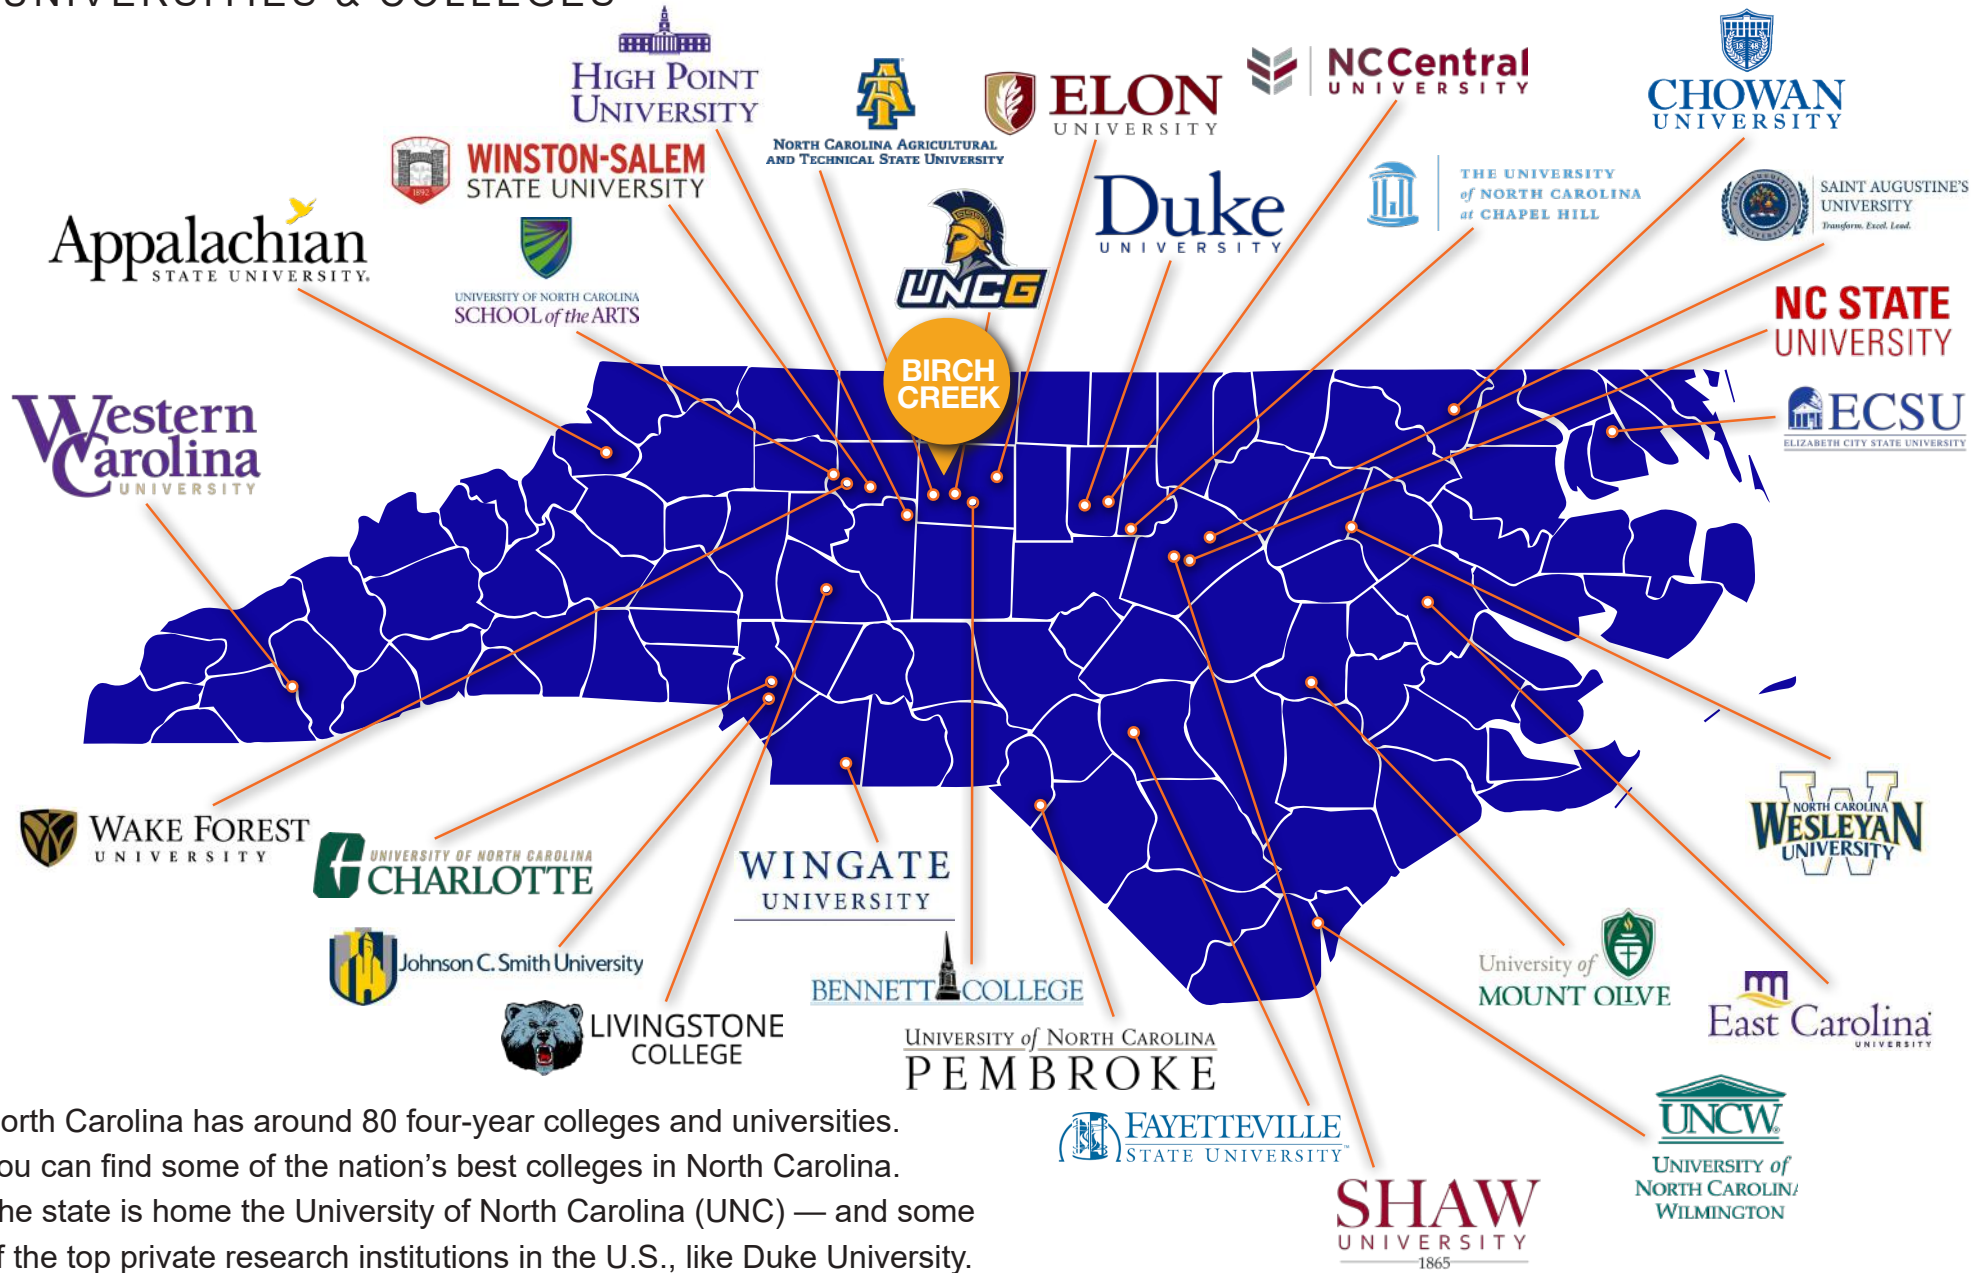 UNIVERSITIES & COLLEGES
HIGH POINT
UNIVERSITY
NORTH CAROLINA AGRICULTURAL
AND TECHNICAL STATE UNIVERSITY
ELON
UNIVERSITY
NCCentral
UNIVERSITY
1848
CHOWAN
UNIVERSITY
1892
WINSTON-SALEM
STATE UNIVERSITY
Duke
UNIVERSITY
THE UNIVERSITY
of NORTH CAROLINA
at CHAPEL HILL
SAINT AUGUSTINE'S
UNIVERSITY
Transform. Excel. Lead.
Appalachian
STATE UNIVERSITY.
UNIVERSITY OF NORTH CAROLINA
SCHOOL of the ARTS
UNCG
NC STATE
UNIVERSITY
BIRCH
CREEK
Western
Carolina
UNIVERSITY
ECSU
ELIZABETH CITY STATE UNIVERSITY
WAKE FOREST
UNIVERSITY
UNIVERSITY OF NORTH CAROLINA
CHARLOTTE
WINGATE
UNIVERSITY
W
NORTH CAROLINA
WESLEYAN
UNIVERSITY
Johnson C. Smith University
BENNETT COLLEGE
University of
MOUNT OLIVE
LIVINGSTONE
COLLEGE
East Carolina
UNIVERSITY
UNIVERSITY of NORTH CAROLINA
PEMBROKE
FAYETTEVILLE
STATE UNIVERSITY
UNCW
UNIVERSITY of
NORTH CAROLINA
WILMINGTON
SHAW
UNIVERSITY
1865
orth Carolina has around 80 four-year colleges and universities.
ou can find some of the nation's best colleges in North Carolina.
he state is home the University of North Carolina (UNC) — and some
f the top private research institutions in the U.S., like Duke University.